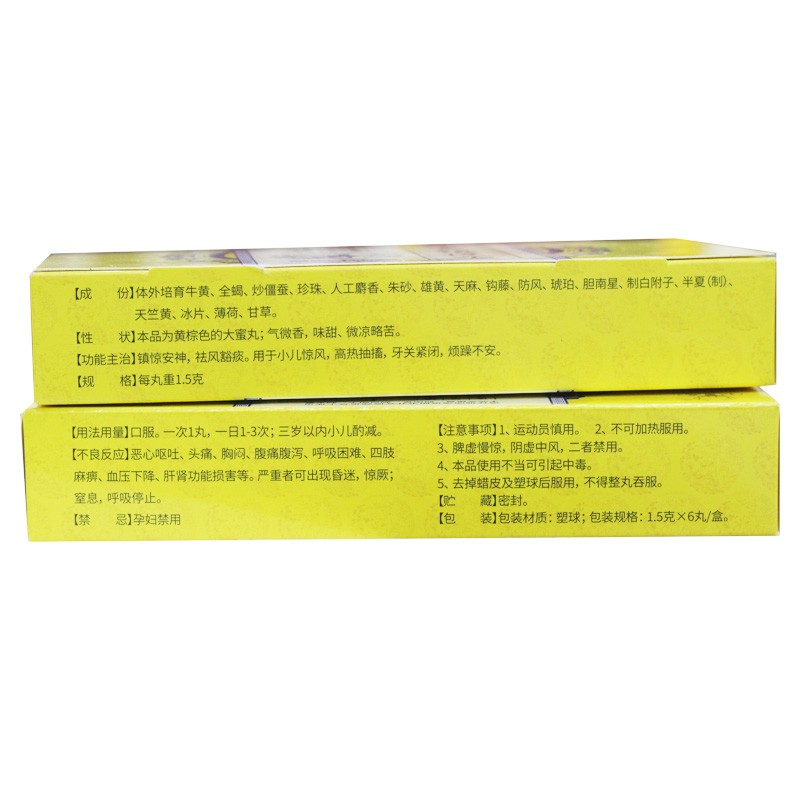 【成　份】体外培育牛黄、全蝎、炒僵蚕、珍珠、人工麝香、朱砂、雄黄、天麻、钩藤、防风、琥珀、胆南星、制白附子、半夏(制)、
天竺黄、冰片、薄荷、甘草。
【性　状】本品为黄棕色的大蜜丸；气微香，味甜、微凉略苦。
【功能主治】镇惊安神，祛风豁痰。用于小儿惊风，高热抽搐，牙关紧闭，烦躁不安。
【规　格】每丸重1.5克
【用法用量】口服。一次1丸，一日1-3次；三岁以内小儿酌减。
【不良反应】恶心呕吐、头痛、胸闷、腹痛腹泻、呼吸困难、四肢
麻痹、血压下降、肝肾功能损害等。严重者可出现昏迷，惊厥；
窒息，呼吸停止。
【禁　忌】孕妇禁用
【注意事项】1、运动员慎用。 2、不可加热服用。
3、脾虚慢惊，阴虚中风，二者禁用。
4、本品使用不当可引起中毒。
5、去掉蜡皮及塑球后服用，不得整丸吞服。
【贮　藏】密封。
【包　装】包装材质：塑球；包装规格：1.5克×6丸/盒。